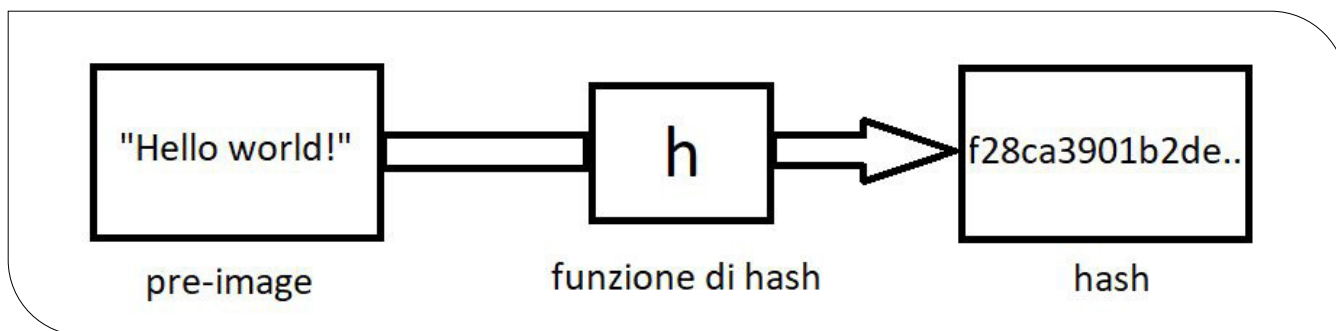 "Hello world!"
h
f28ca3901b2de..
pre-image
funzione di hash
hash